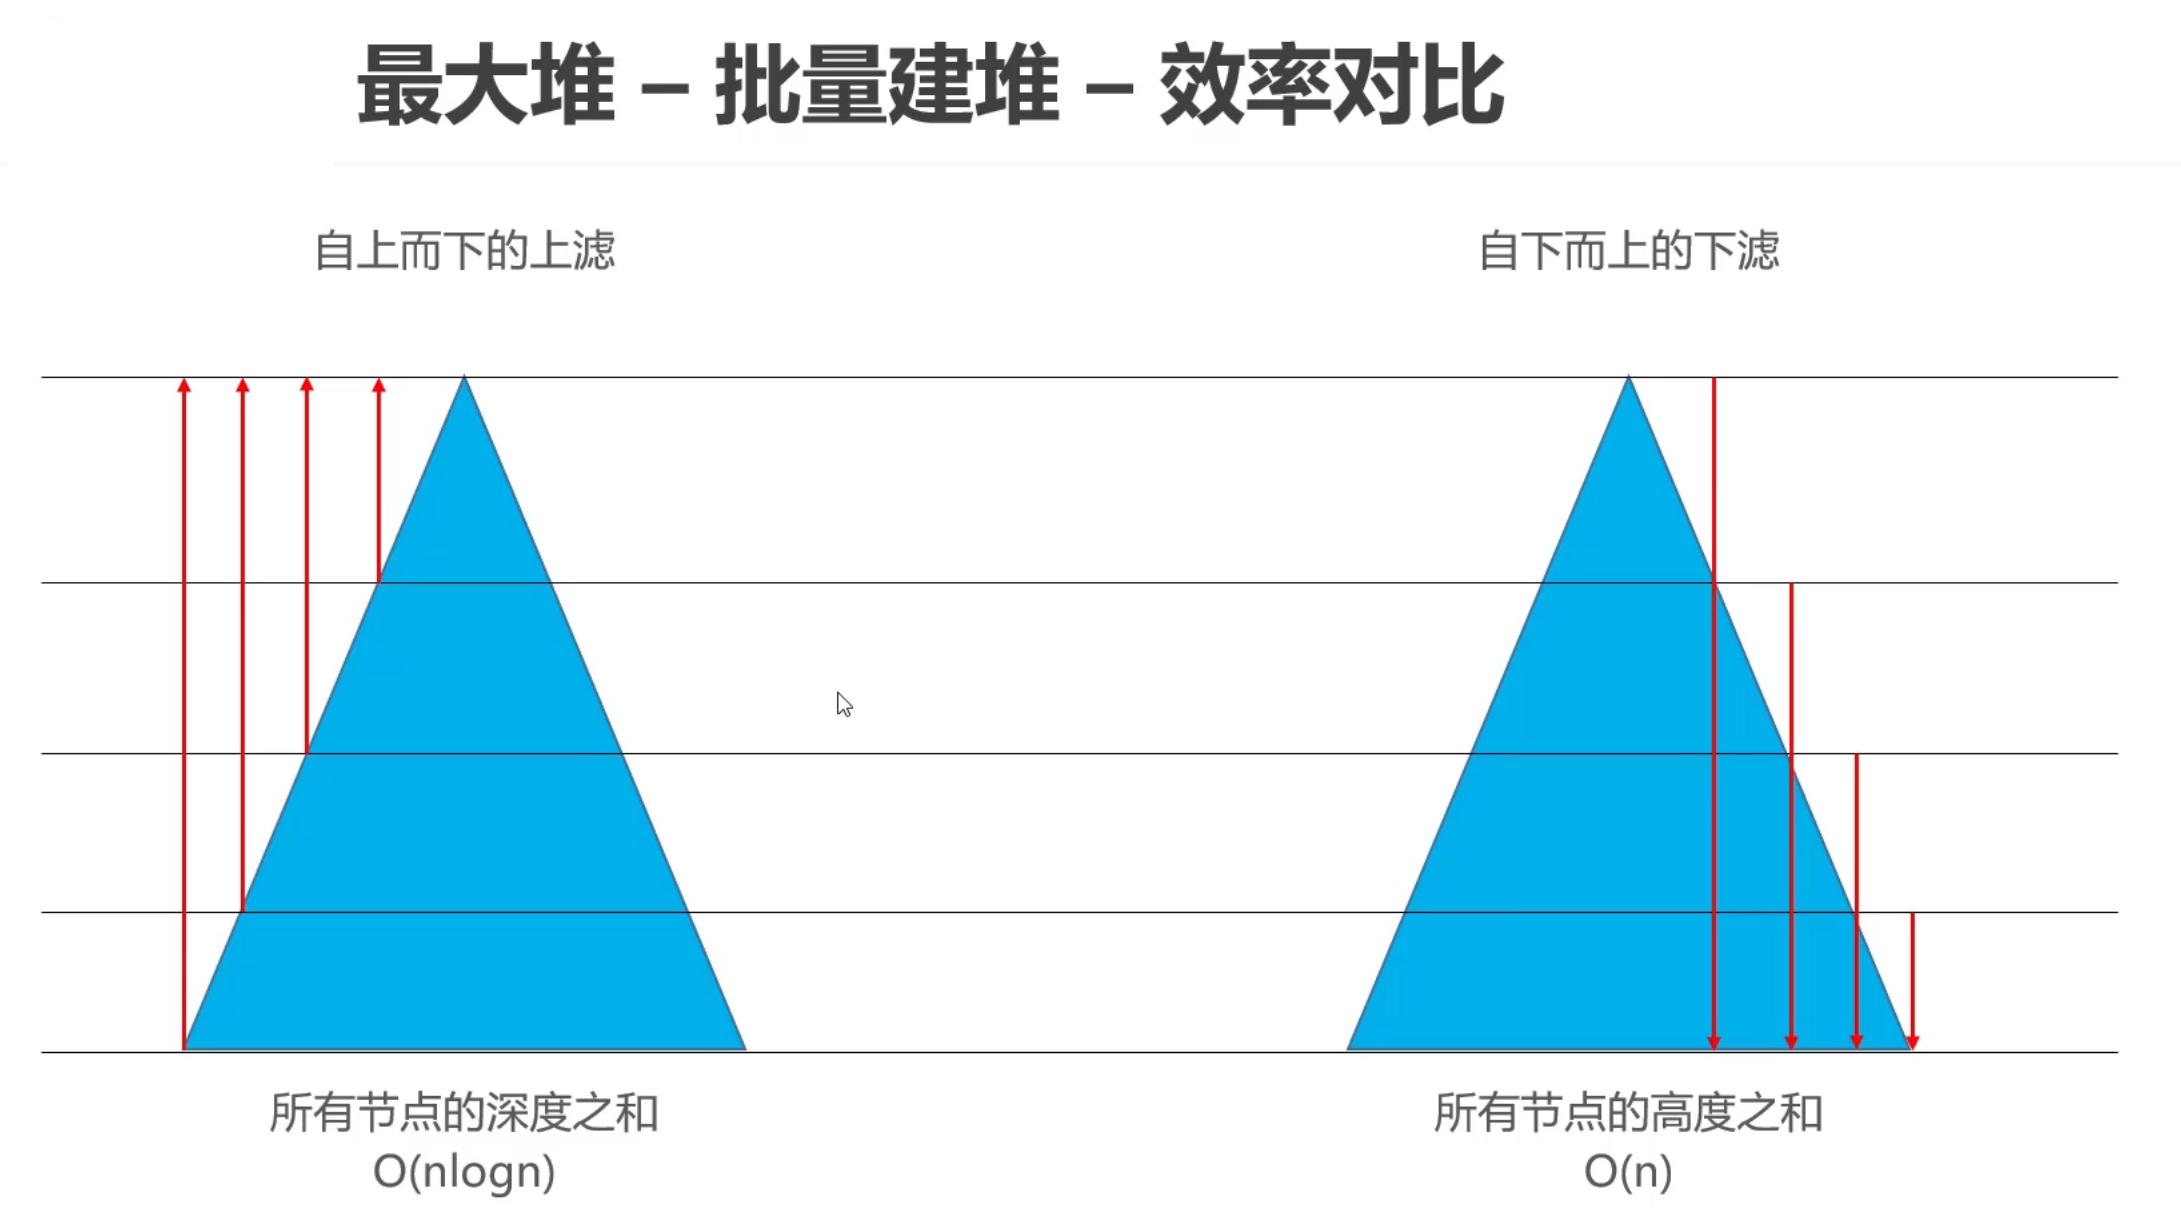 最大堆 – 批量建堆 – 效率对比
自上而下的上滤
自下而上的下滤
所有节点的深度之和
O(nlogn)
所有节点的高度之和
O(n)